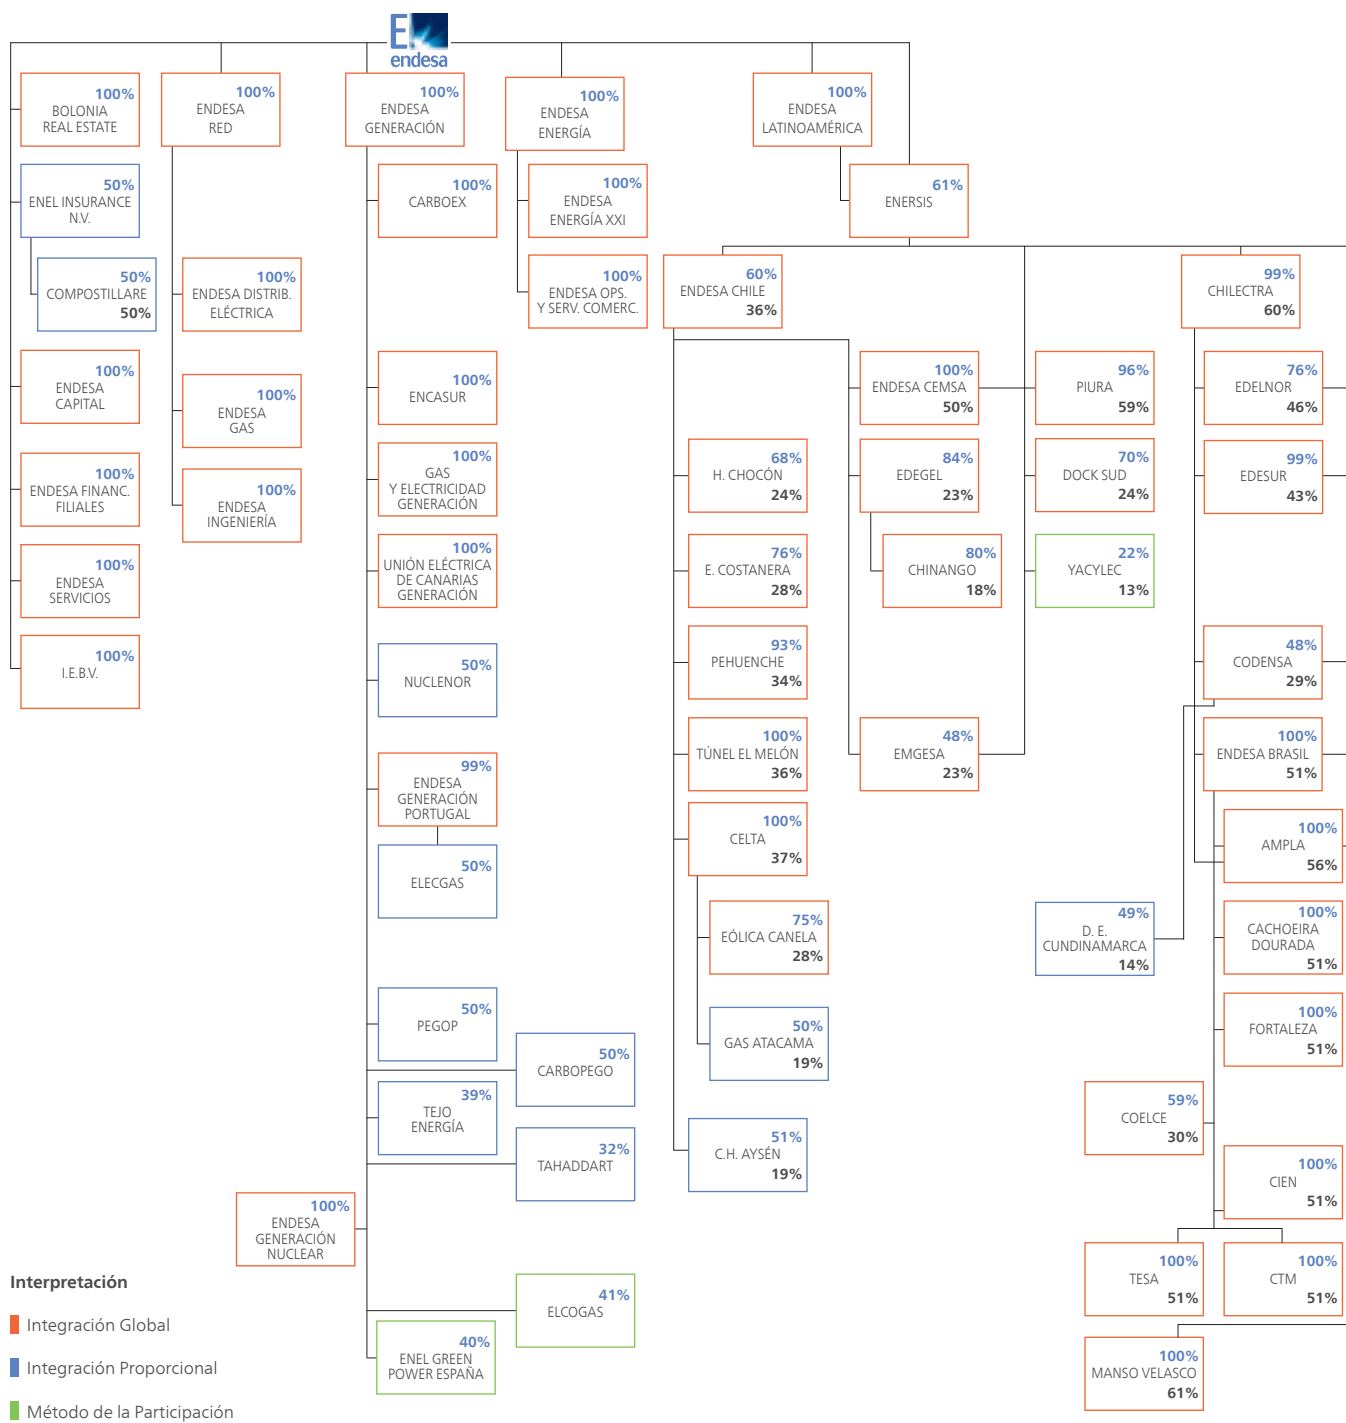 endesa
100%
BOLONIA
REAL ESTATE
50%
ENEL INSURANCE
N.V.
50%
COMPOSTILLARE
50%
100%
ENDESA
CAPITAL
100%
ENDESA FINANC.
FILIALES
100%
ENDESA
SERVICIOS
100%
I.E.B.V.
100%
ENDESA
RED
100%
ENDESA DISTRIB.
ELÉCTRICA
100%
ENDESA
GAS
100%
ENDESA
INGENIERÍA
100%
ENDESA
GENERACIÓN
100%
CARBOEX
100%
ENCASUR
100%
GAS
Y ELECTRICIDAD
GENERACIÓN
100%
UNIÓN ELÉCTRICA
DE CANARIAS
GENERACIÓN
50%
NUCLENOR
99%
ENDESA
GENERACIÓN
PORTUGAL
50%
ELECGAS
50%
PEGOP
50%
CARBOPEGO
39%
TEJO
ENERGÍA
32%
TAHADDART
100%
ENDESA
GENERACIÓN
NUCLEAR
41%
ELCOGAS
40%
ENEL GREEN
POWER ESPAÑA
100%
ENDESA
ENERGÍA
100%
ENDESA
ENERGÍA XXI
100%
ENDESA OPS.
Y SERV. COMERC.
100%
ENDESA
LATINOAMÉRICA
61%
ENERSIS
60%
ENDESA CHILE
36%
68%
H. CHOCÓN
24%
76%
E. COSTANERA
28%
93%
PEHUENCHE
34%
100%
TÚNEL EL MELÓN
36%
100%
CELTA
37%
75%
EÓLICA CANELA
28%
50%
GAS ATACAMA
19%
51%
C.H. AYSÉN
19%
100%
ENDESA CEMSA
50%
84%
EDEGEL
23%
80%
CHINANGO
18%
48%
EMGESA
23%
96%
PIURA
59%
70%
DOCK SUD
24%
22%
YACYLEC
13%
99%
CHILECTRA
60%
76%
EDELNOR
46%
99%
EDESUR
43%
48%
CODENSA
29%
49%
D. E.
CUNDINAMARCA
14%
100%
ENDESA BRASIL
51%
100%
AMPLA
56%
100%
CACHOEIRA
DOURADA
51%
100%
FORTALEZA
51%
59%
COELCE
30%
100%
CIEN
51%
100%
TESA
51%
100%
CTM
51%
100%
MANSO VELASCO
61%
Interpretación
Integración Global
Integración Proporcional
Método de la Participación